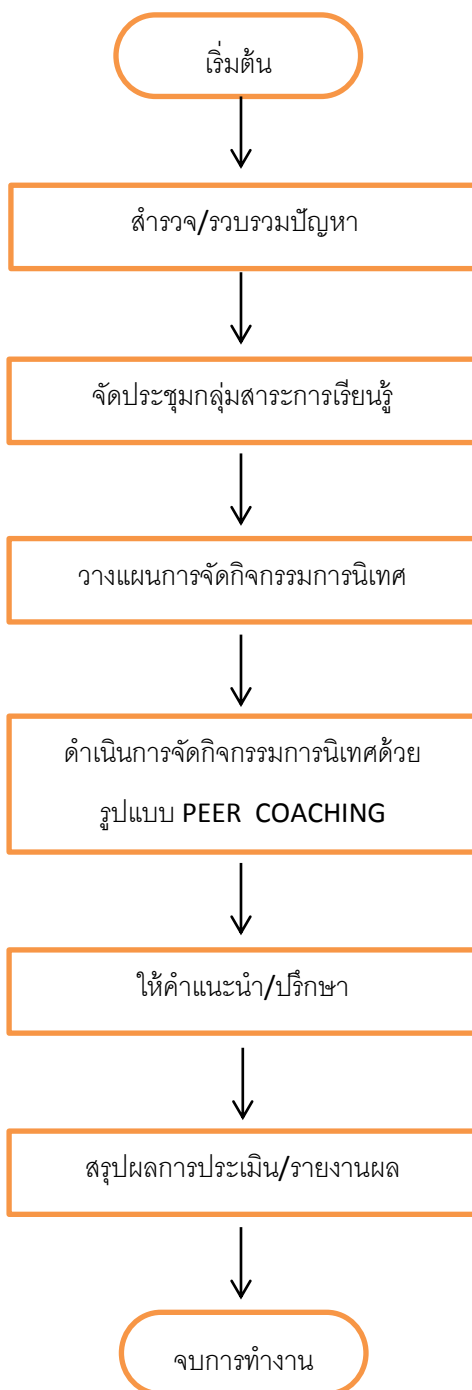 เริ่มต้น
สำรวจ/รวบรวมปัญหา
จัดประชุมกลุ่มสาระการเรียนรู้
วางแผนการจัดกิจกรรมการนิเทศ
ดำเนินการจัดกิจกรรมการนิเทศด้วย
รูปแบบ PEER COACHING
ให้คำแนะนำ/ปรึกษา
สรุปผลการประเมิน/รายงานผล
จบการทำงาน